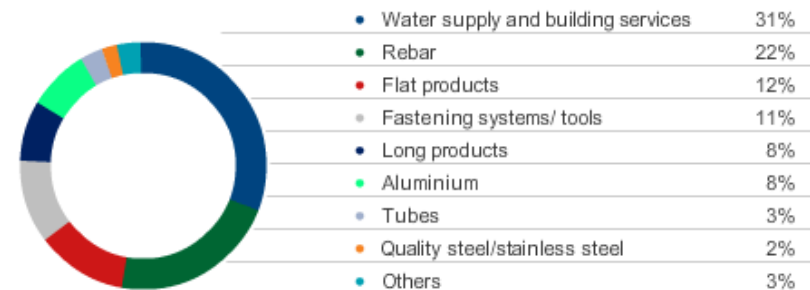 Water supply and building services 31%
Rebar 22%
Flat products 12%
Fastening systems/ tools 11%
Long products 8%
Aluminium 8%
Tubes 3%
Quality steel/stainless steel 2%
Others 3%